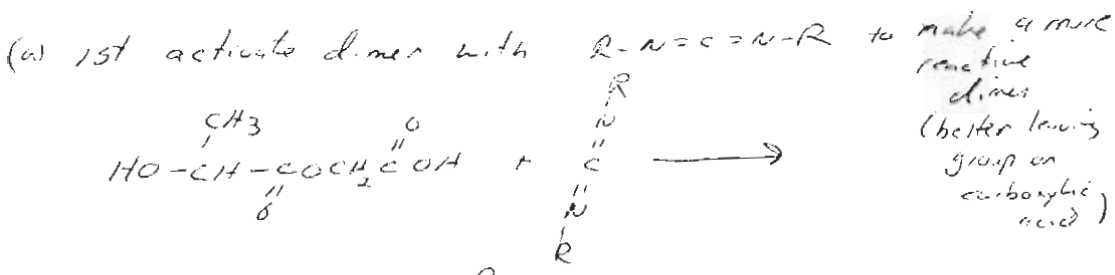 (a) 1st activate dimer with R-N=C=N-R to make a more
reactive
dimer
(better leaving
group on
carboxylic
acid)
CH3
HO-CH-COCH2COH + R-N=C=N-R →
O
O
R